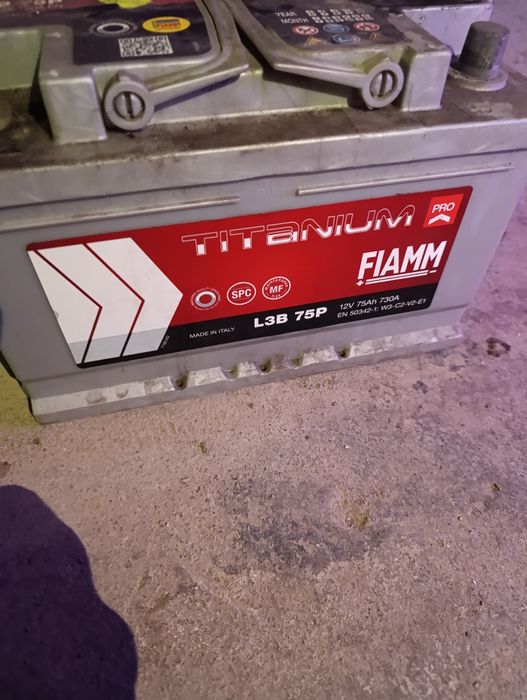 FIAMM
YEAR
MONTH
TITANIUM
PRO
FIAMM
SPC
MF
12V 75Ah 730A
L3B 75P
EN 50342-1: W3-C2-V2-E1
MADE IN ITALY